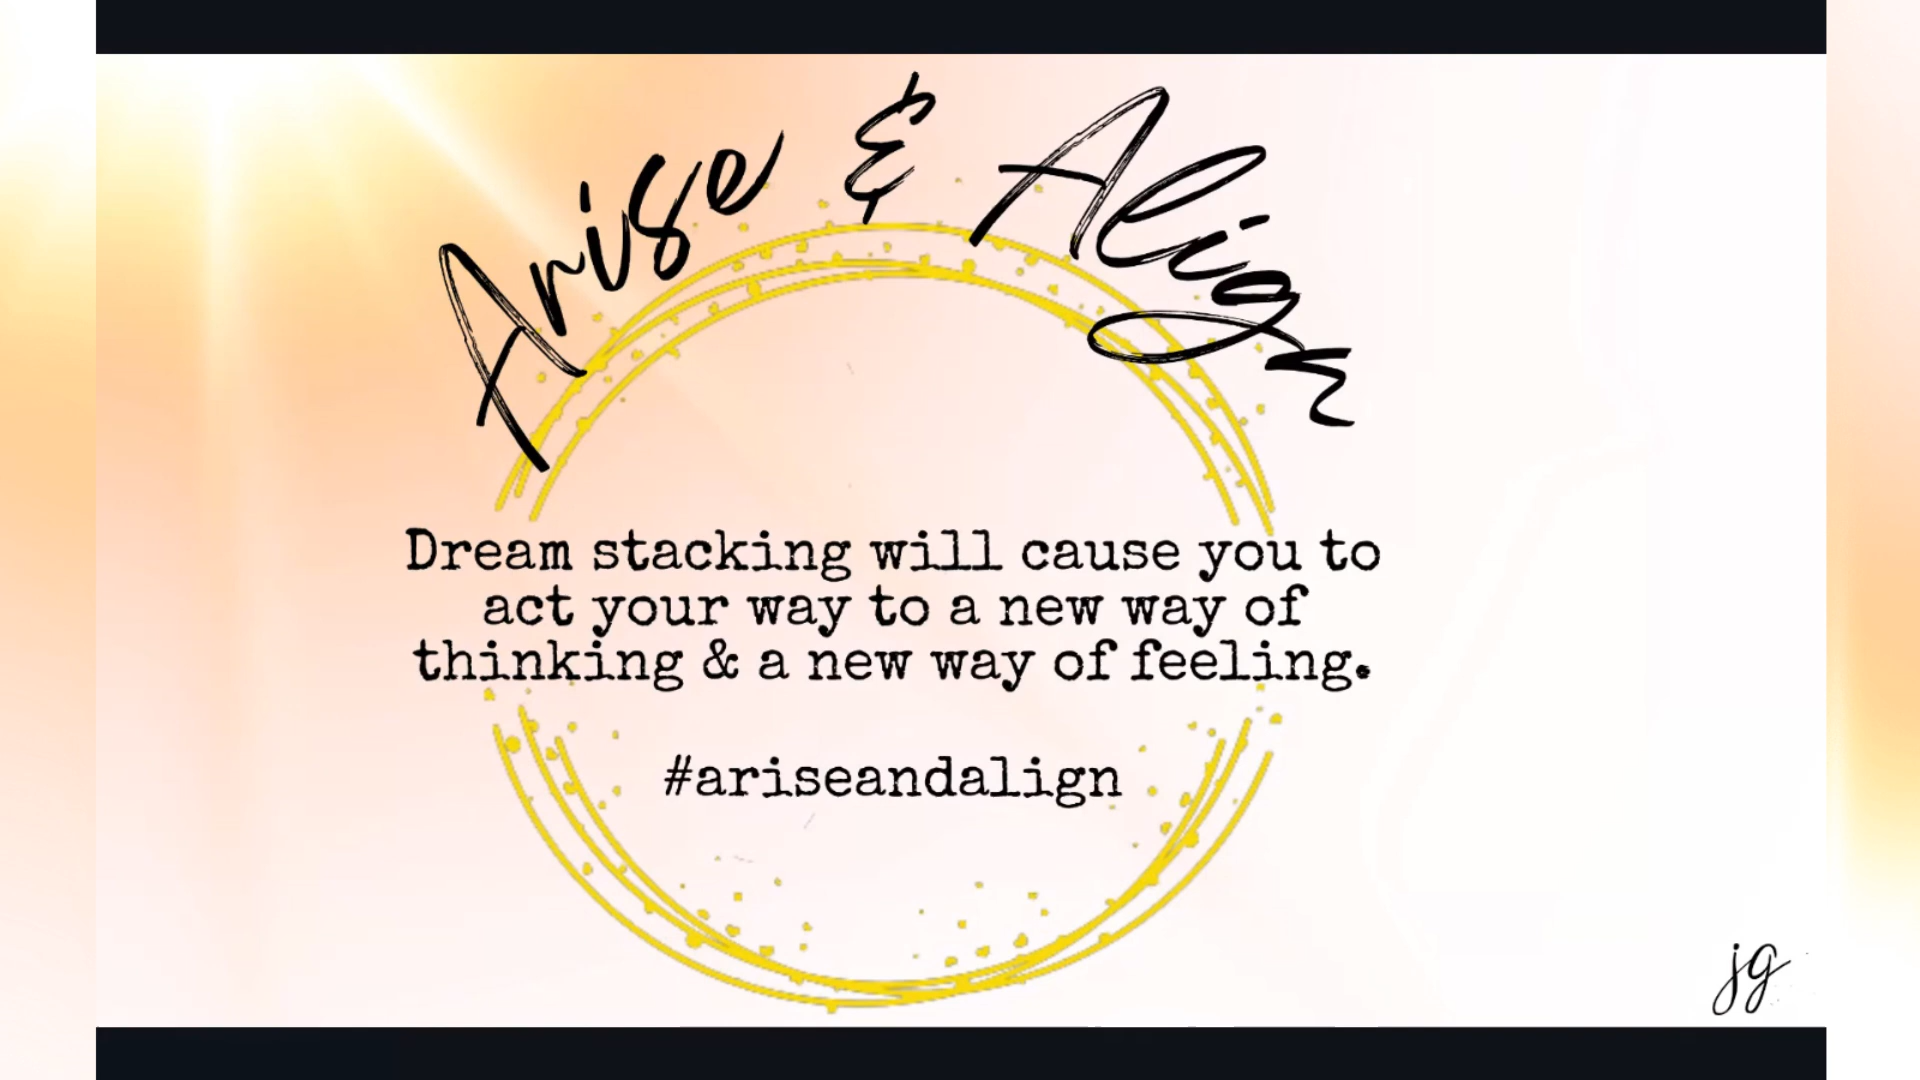 Arise & Align
Dream stacking will cause you to
act your way to a new way of
thinking & a new way of feeling.
#ariseandalign
jg